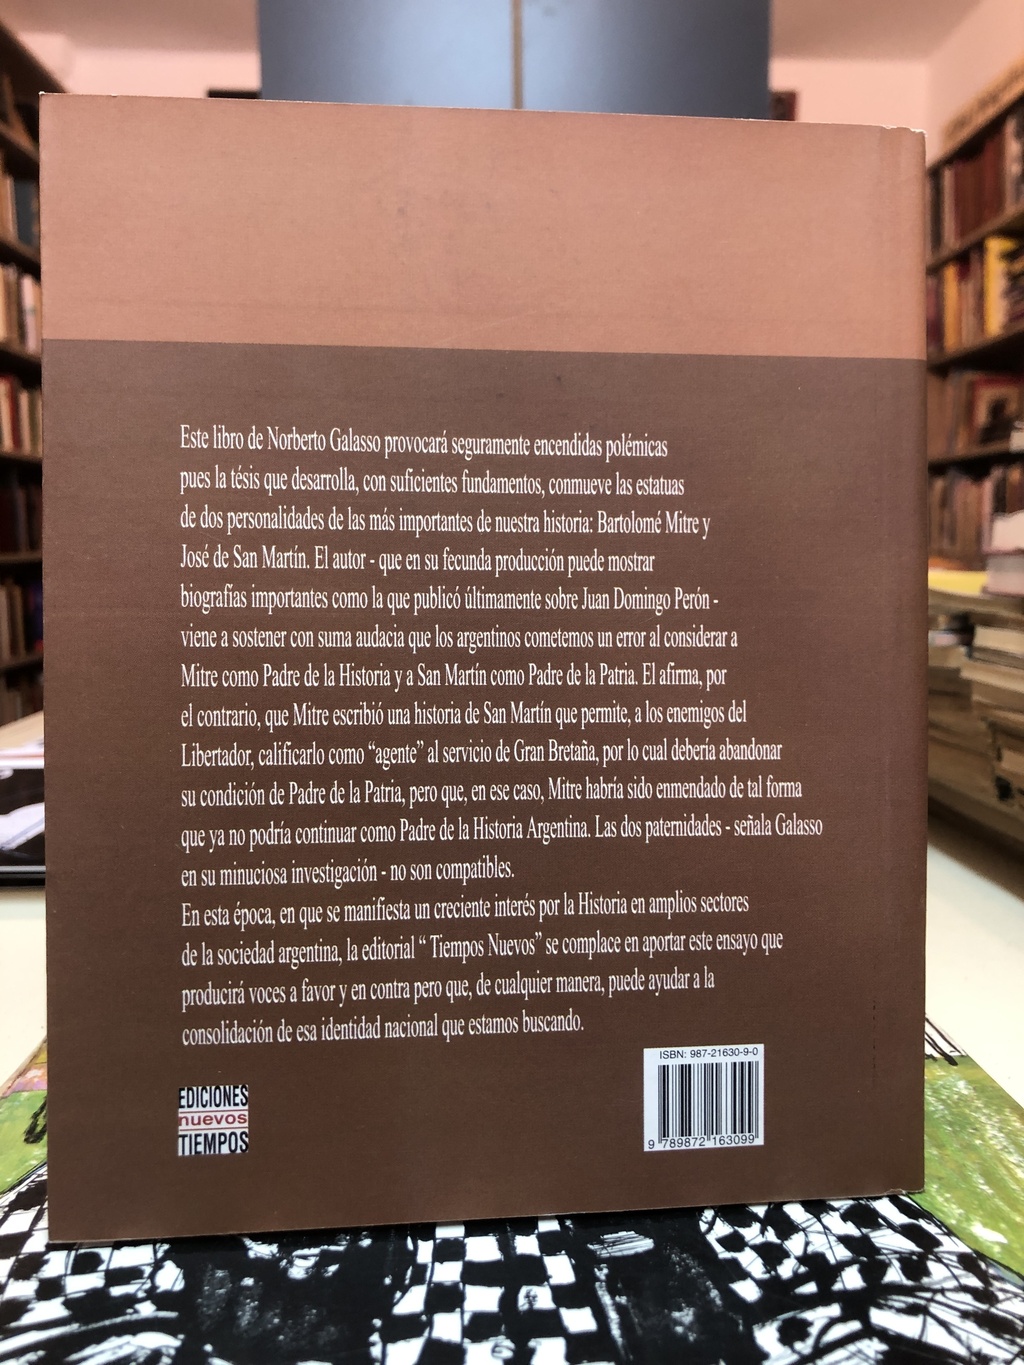 Este libro de Norberto Galasso provocará seguramente encendidas polémicas
pues la tésis que desarrolla, con suficientes fundamentos, conmueve las estatuas
de dos personalidades de las más importantes de nuestra historia: Bartolomé Mitre y
José de San Martín. El autor - que en su fecunda producción puede mostrar
biografías importantes como la que publicó últimamente sobre Juan Domingo Perón -
viene a sostener con suma audacia que los argentinos cometemos un error al considerar a
Mitre como Padre de la Historia y a San Martín como Padre de la Patria. El afirma, por
el contrario, que Mitre escribió una historia de San Martín que permite, a los enemigos del
Libertador, calificarlo como “agente” al servicio de Gran Bretaña, por lo cual debería abandonar
su condición de Padre de la Patria, pero que, en ese caso, Mitre habría sido enmendado de tal forma
que ya no podría continuar como Padre de la Historia Argentina. Las dos paternidades - señala Galasso
en su minuciosa investigación - no son compatibles.
En esta época, en que se manifiesta un creciente interés por la Historia en amplios sectores
de la sociedad argentina, la editorial “ Tiempos Nuevos” se complace en aportar este ensayo que
producirá voces a favor y en contra pero que, de cualquier manera, puede ayudar a la
consolidación de esa identidad nacional que estamos buscando.
ISBN: 987-21630-9-0
9 789872 163099
EDICIONES
nuevos
TIEMPOS